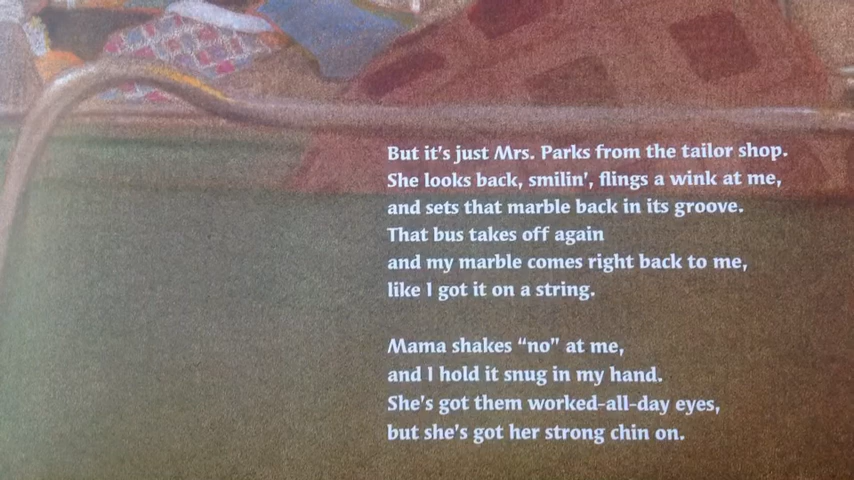 But it's just Mrs. Parks from the tailor shop.
She looks back, smilin', flings a wink at me,
and sets that marble back in its groove.
That bus takes off again
and my marble comes right back to me,
like I got it on a string.
Mama shakes “no” at me,
and I hold it snug in my hand.
She's got them worked-all-day eyes,
but she's got her strong chin on.